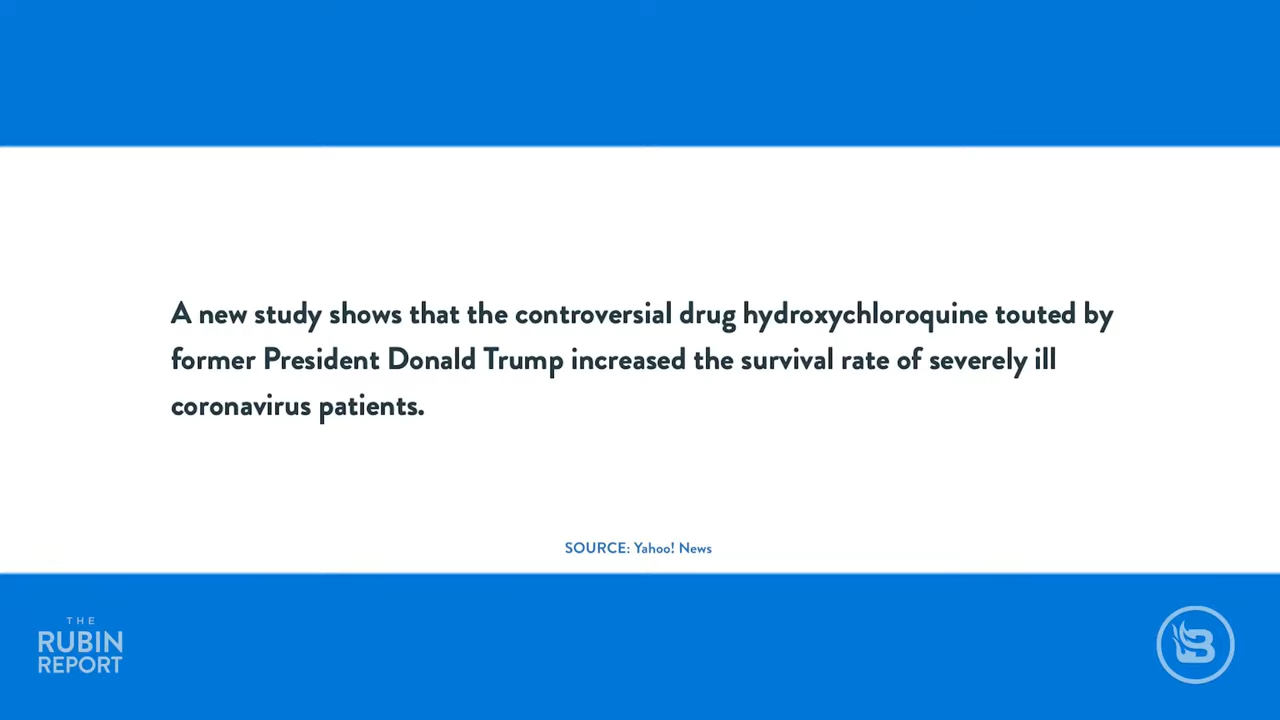 A new study shows that the controversial drug hydroxychloroquine touted by
former President Donald Trump increased the survival rate of severely ill
coronavirus patients.
SOURCE: Yahoo! News
THE
RUBIN
REPORT
B